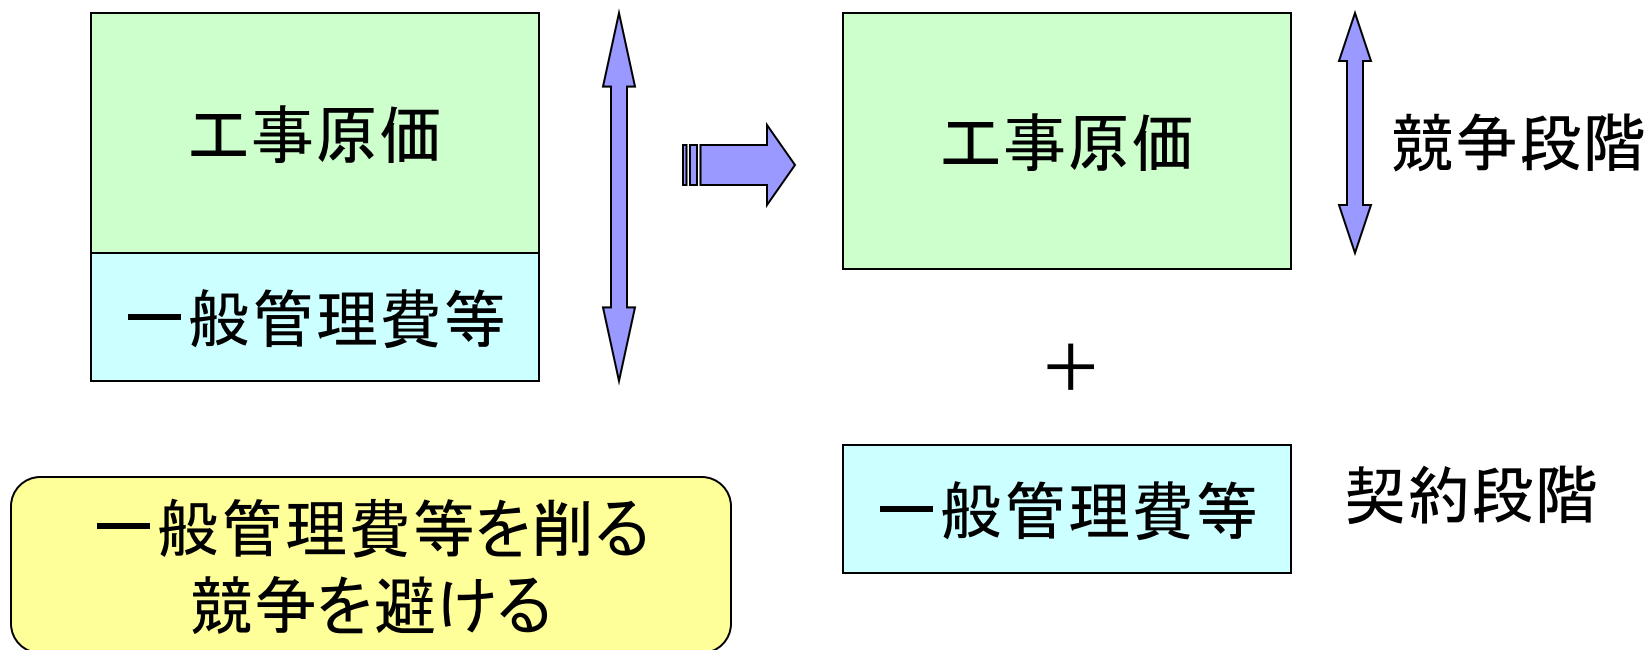 工事原価
一般管理費等
一般管理費等を削る
競争を避ける
工事原価
競争段階
＋
一般管理費等
契約段階